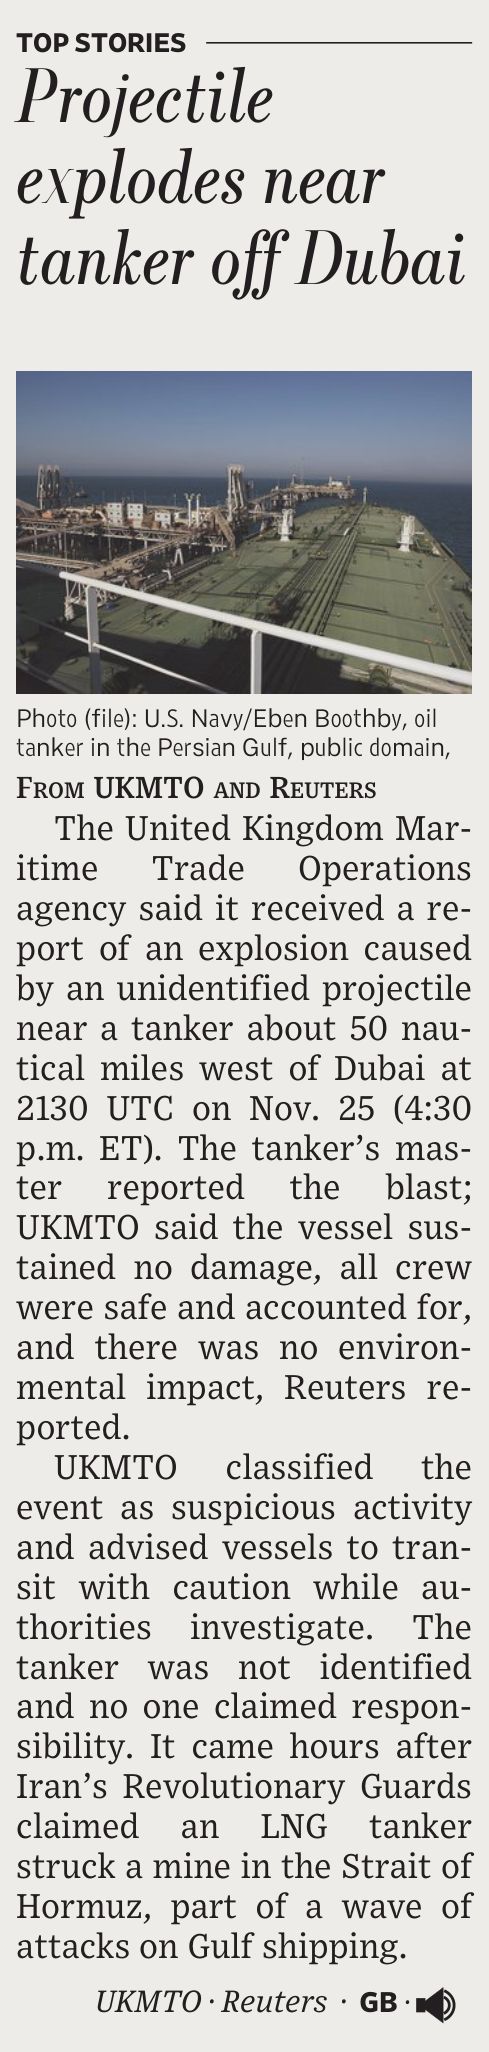 TOP STORIES
Projectile
explodes near
tanker off Dubai
Photo (file): U.S. Navy/Eben Boothby, oil
tanker in the Persian Gulf, public domain,
FROM UKMTO AND REUTERS
The United Kingdom Mar-
itime Trade Operations
agency said it received a re-
port of an explosion caused
by an unidentified projectile
near a tanker about 50 nau-
tical miles west of Dubai at
2130 UTC on Nov. 25 (4:30
p.m. ET). The tanker’s mas-
ter reported the blast;
UKMTO said the vessel sus-
tained no damage, all crew
were safe and accounted for,
and there was no environ-
mental impact, Reuters re-
ported.
UKMTO classified the
event as suspicious activity
and advised vessels to tran-
sit with caution while au-
thorities investigate. The
tanker was not identified
and no one claimed respon-
sibility. It came hours after
Iran’s Revolutionary Guards
claimed an LNG tanker
struck a mine in the Strait of
Hormuz, part of a wave of
attacks on Gulf shipping.
UKMTO · Reuters · GB ·